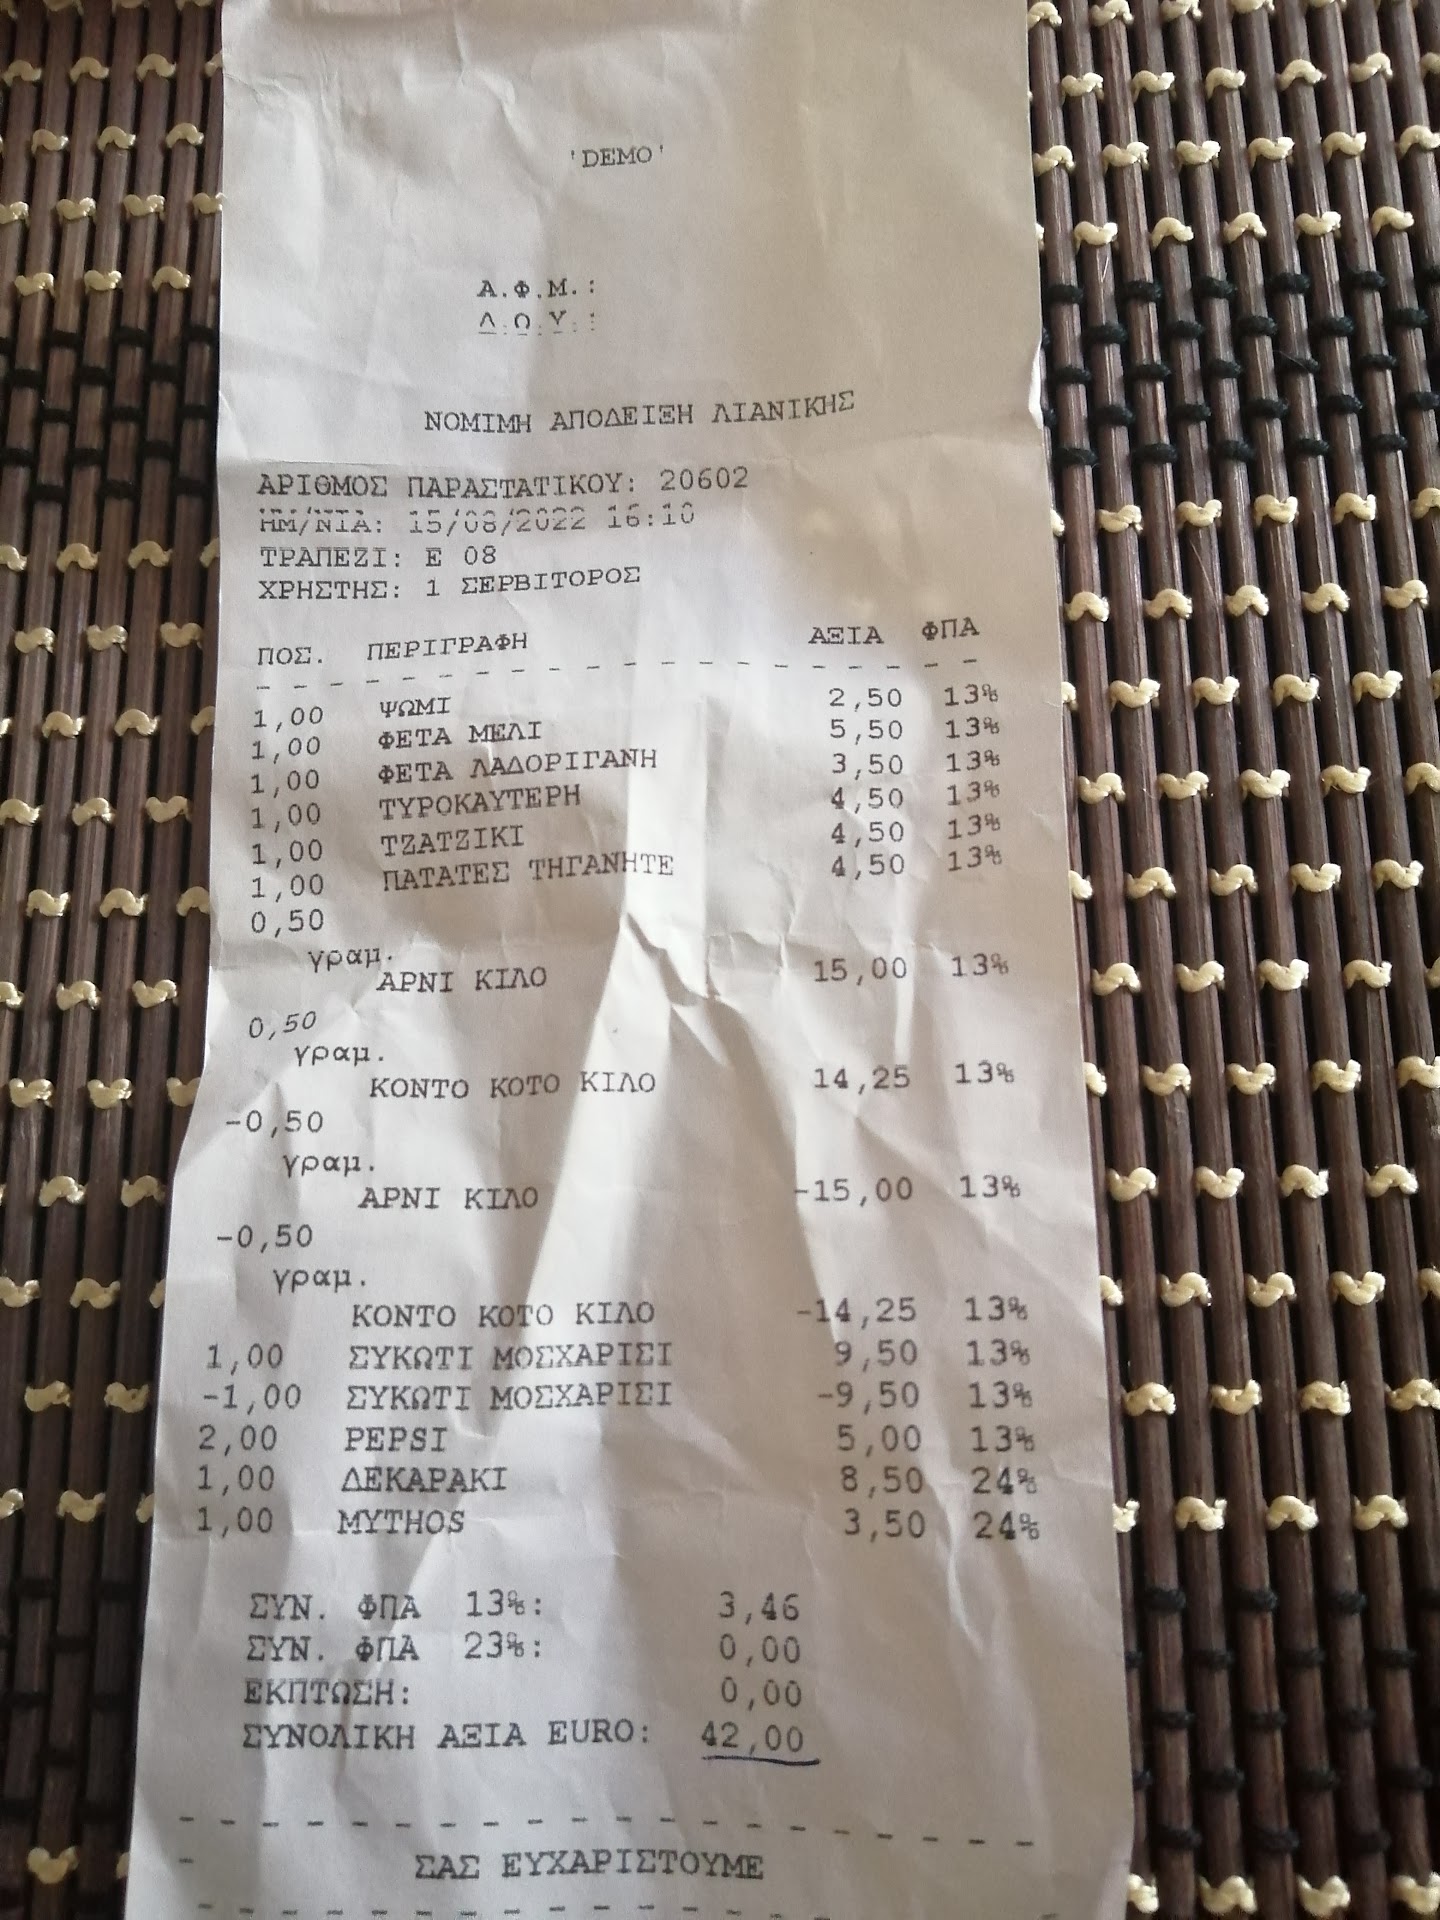 'DEMO'
Α.Φ.Μ.:
Δ.Ο.Υ.:
ΝΟΜΙΜΗ ΑΠΟΔΕΙΞΗ ΛΙΑΝΙΚΗΣ
ΑΡΙΘΜΟΣ ΠΑΡΑΣΤΑΤΙΚΟΥ: 20602
ΗΜ/ΝΙΑ: 15/08/2022 16:10
ΤΡΑΠΕΖΙ: Ε 08
ΧΡΗΣΤΗΣ: 1 ΣΕΡΒΙΤΟΡΟΣ
ΠΟΣ. ΠΕΡΙΓΡΑΦΗ ΑΞΙΑ ΦΠΑ
1,00 ΨΩΜΙ 2,50 13%
1,00 ΦΕΤΑ ΜΕΛΙ 5,50 13%
1,00 ΦΕΤΑ ΛΑΔΟΡΙΓΑΝΗ 3,50 13%
1,00 ΤΥΡΟΚΑΥΤΕΡΗ 4,50 13%
1,00 ΤΖΑΤΖΙΚΙ 4,50 13%
1,00 ΠΑΤΑΤΕΣ ΤΗΓΑΝΗΤΕ 4,50 13%
0,50
γραμ.
ΑΡΝΙ ΚΙΛΟ 15,00 13%
0,50
γραμ.
ΚΟΝΤΟ ΚΟΤΟ ΚΙΛΟ 14,25 13%
-0,50
γραμ.
ΑΡΝΙ ΚΙΛΟ -15,00 13%
-0,50
γραμ.
ΚΟΝΤΟ ΚΟΤΟ ΚΙΛΟ -14,25 13%
1,00 ΣΥΚΩΤΙ ΜΟΣΧΑΡΙΣΙ 9,50 13%
-1,00 ΣΥΚΩΤΙ ΜΟΣΧΑΡΙΣΙ -9,50 13%
2,00 PEPSI 5,00 13%
1,00 ΔΕΚΑΡΑΚΙ 8,50 24%
1,00 MYTHOS 3,50 24%
ΣΥΝ. ΦΠΑ 13%: 3,46
ΣΥΝ. ΦΠΑ 23%: 0,00
ΕΚΠΤΩΣΗ: 0,00
ΣΥΝΟΛΙΚΗ ΑΞΙΑ EURO: 42,00
ΣΑΣ ΕΥΧΑΡΙΣΤΟΥΜΕ